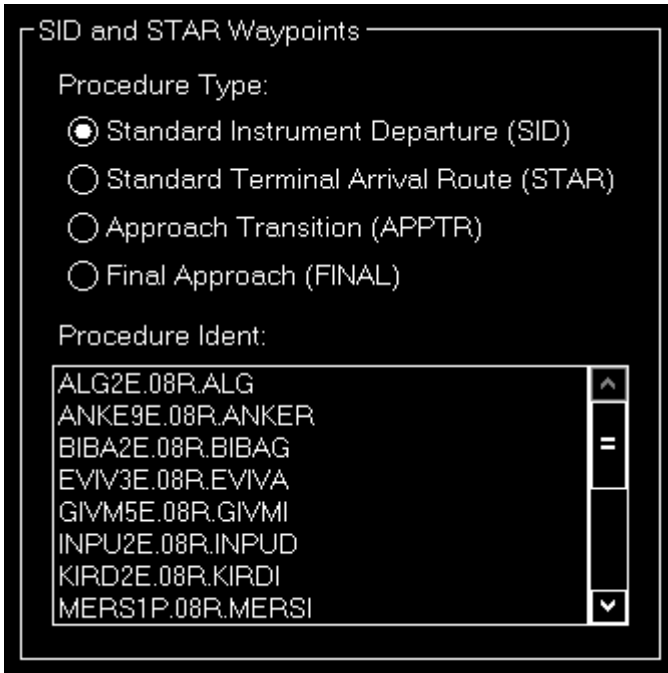 SID and STAR Waypoints
Procedure Type:
Standard Instrument Departure (SID)
Standard Terminal Arrival Route (STAR)
Approach Transition (APPTR)
Final Approach (FINAL)
Procedure Ident:
ALG2E.08R.ALG
ANKE9E.08R.ANKER
BIBA2E.08R.BIBAG
EVIV3E.08R.EVIVA
GIVM5E.08R.GIVMI
INPU2E.08R.INPUD
KIRD2E.08R.KIRDI
MERS1P.08R.MERSI